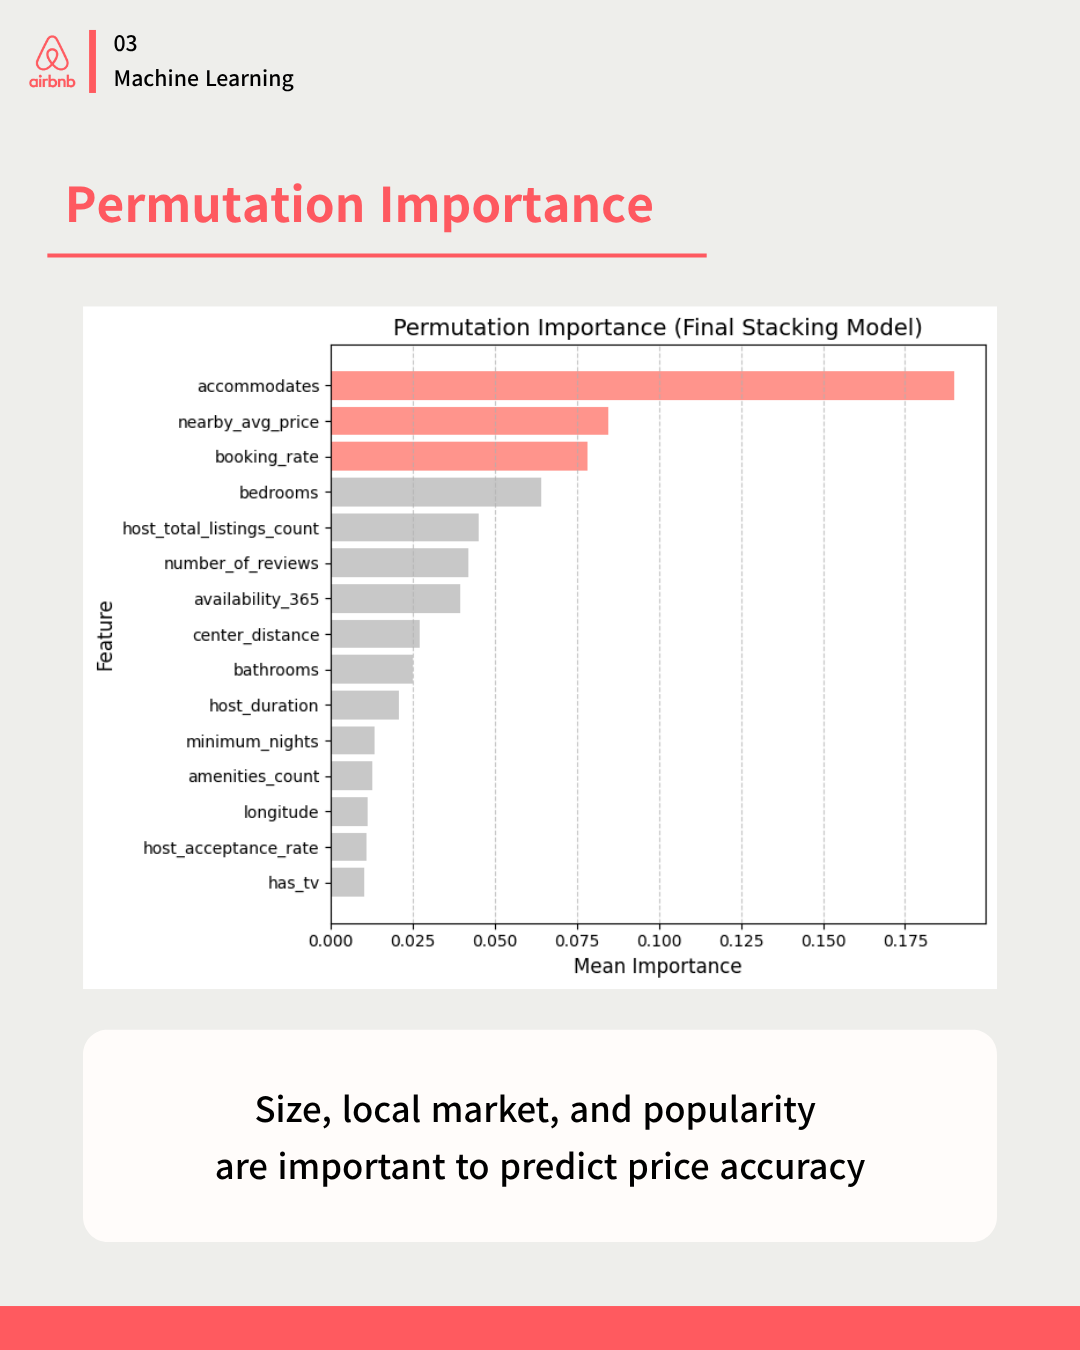 airbnb
03
Machine Learning
Permutation Importance
Permutation Importance (Final Stacking Model)
accommodates
nearby_avg_price
booking_rate
bedrooms
host_total_listings_count
number_of_reviews
availability_365
center_distance
bathrooms
host_duration
minimum_nights
amenities_count
longitude
host_acceptance_rate
has_tv
Feature
0.000 0.025 0.050 0.075 0.100 0.125 0.150 0.175
Mean Importance
Size, local market, and popularity
are important to predict price accuracy